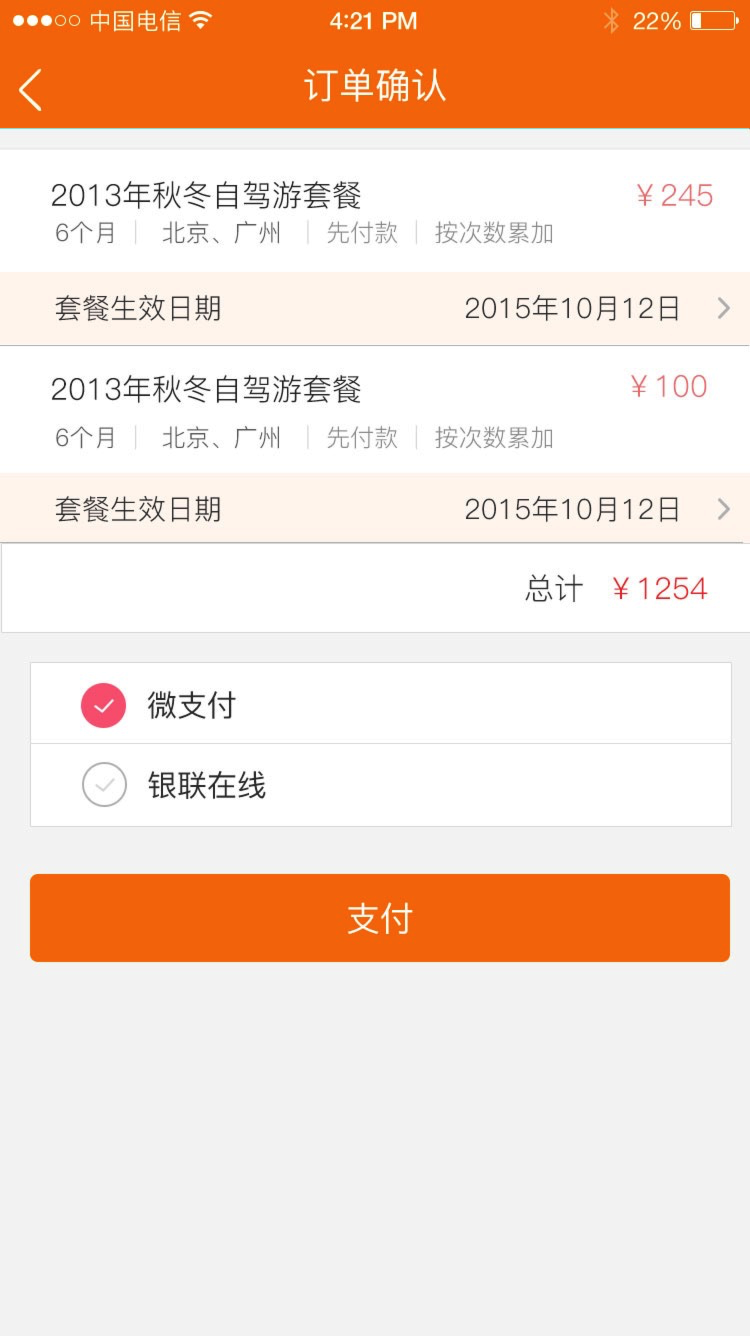 中国电信 4:21 PM 22%
订单确认
2013年秋冬自驾游套餐 ￥245
6个月 北京、广州 先付款 按次数累加
套餐生效日期 2015年10月12日
2013年秋冬自驾游套餐 ￥100
6个月 北京、广州 先付款 按次数累加
套餐生效日期 2015年10月12日
总计 ￥1254
微支付
银联在线
支付